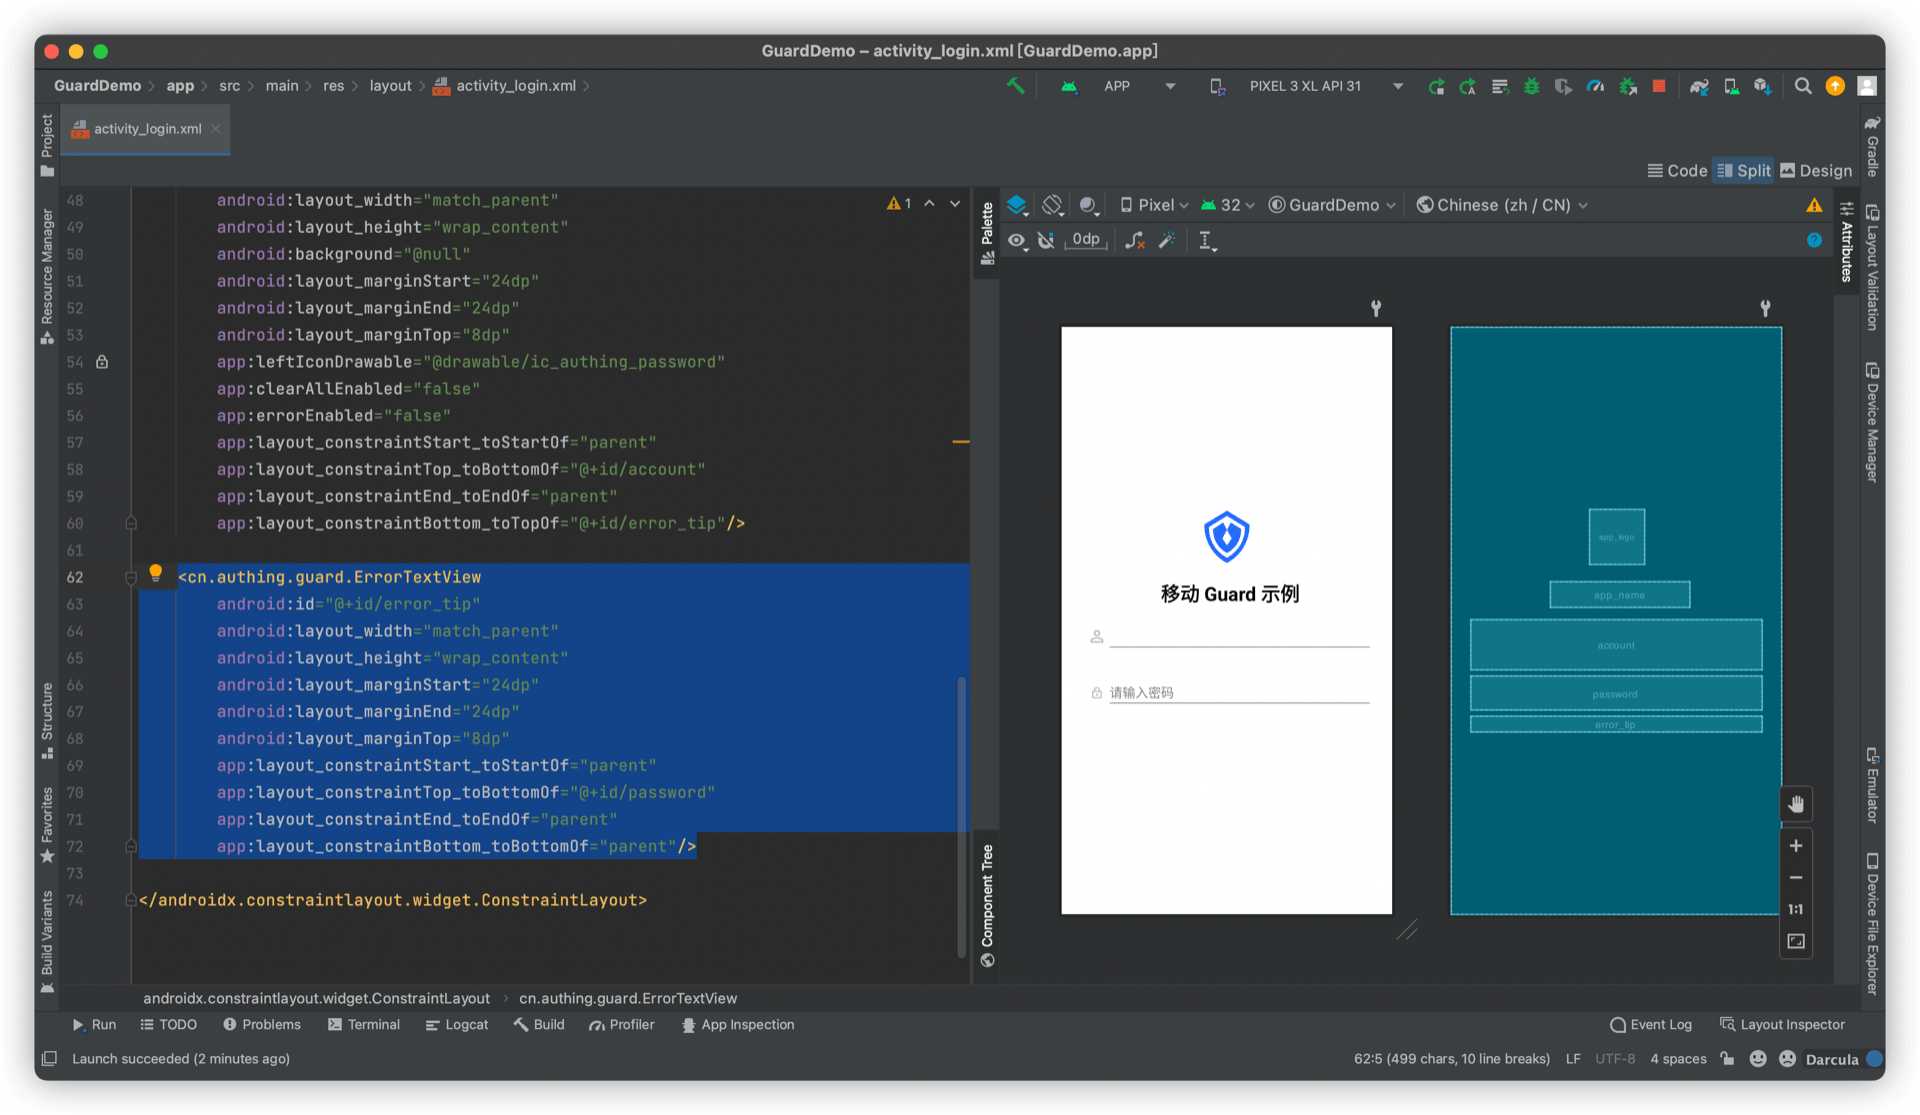 GuardDemo – activity_login.xml [GuardDemo.app]
GuardDemo app src main res layout activity_login.xml
APP PIXEL 3 XL API 31
activity_login.xml
Code Split Design
Project
Resource Manager
Structure
Favorites
Build Variants
48 android:layout_width="match_parent"
49 android:layout_height="wrap_content"
50 android:background="@null"
51 android:layout_marginStart="24dp"
52 android:layout_marginEnd="24dp"
53 android:layout_marginTop="8dp"
54 app:leftIconDrawable="@drawable/ic_authing_password"
55 app:clearAllEnabled="false"
56 app:errorEnabled="false"
57 app:layout_constraintStart_toStartOf="parent"
58 app:layout_constraintTop_toBottomOf="@+id/account"
59 app:layout_constraintEnd_toEndOf="parent"
60 app:layout_constraintBottom_toTopOf="@+id/error_tip"/>
61
62 <cn.authing.guard.ErrorTextView
63 android:id="@+id/error_tip"
64 android:layout_width="match_parent"
65 android:layout_height="wrap_content"
66 android:layout_marginStart="24dp"
67 android:layout_marginEnd="24dp"
68 android:layout_marginTop="8dp"
69 app:layout_constraintStart_toStartOf="parent"
70 app:layout_constraintTop_toBottomOf="@+id/password"
71 app:layout_constraintEnd_toEndOf="parent"
72 app:layout_constraintBottom_toBottomOf="parent"/>
73
74 </androidx.constraintlayout.widget.ConstraintLayout>
1
Palette
Component Tree
Pixel 32 GuardDemo Chinese (zh / CN)
0dp
移动 Guard 示例
请输入密码
app_logo
app_name
account
password
error_tip
1:1
Attributes
Gradle
Layout Validation
Device Manager
Emulator
Device File Explorer
androidx.constraintlayout.widget.ConstraintLayout cn.authing.guard.ErrorTextView
Run TODO Problems Terminal Logcat Build Profiler App Inspection Event Log Layout Inspector
Launch succeeded (2 minutes ago) 62:5 (499 chars, 10 line breaks) LF UTF-8 4 spaces Darcula